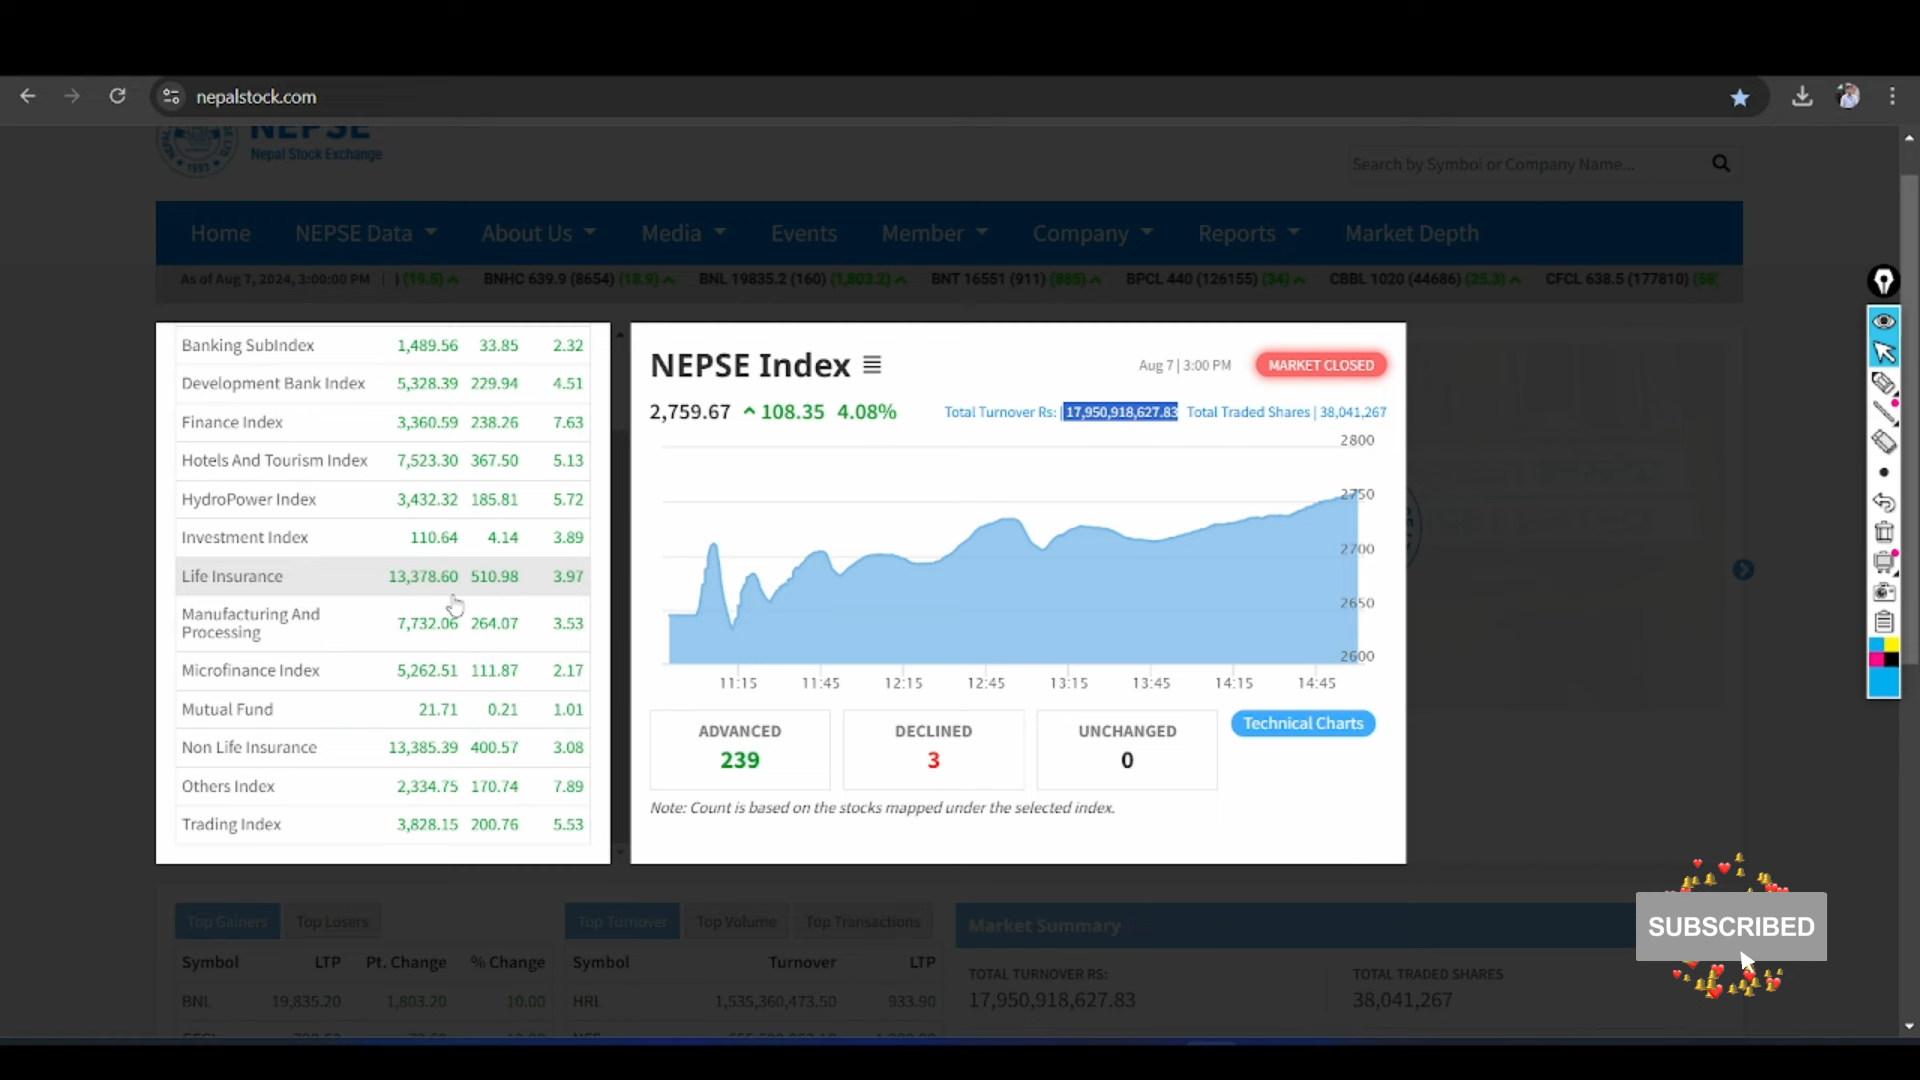 nepalstock.com
NEPSE
Nepal Stock Exchange
Search by Symbol or Company Name...
Home NEPSE Data About Us Media Events Member Company Reports Market Depth
As of Aug 7, 2024, 3:00:00 PM | ) (19.5) BNHC 639.9 (8654) (18.9) BNL 19835.2 (160) (1,803.2) BNT 16551 (911) (885) BPCL 440 (126155) (34) CBBL 1020 (44686) (25.3) CFCL 638.5 (177810) (58
Banking SubIndex 1,489.56 33.85 2.32
Development Bank Index 5,328.39 229.94 4.51
Finance Index 3,360.59 238.26 7.63
Hotels And Tourism Index 7,523.30 367.50 5.13
HydroPower Index 3,432.32 185.81 5.72
Investment Index 110.64 4.14 3.89
Life Insurance 13,378.60 510.98 3.97
Manufacturing And
Processing 7,732.06 264.07 3.53
Microfinance Index 5,262.51 111.87 2.17
Mutual Fund 21.71 0.21 1.01
Non Life Insurance 13,385.39 400.57 3.08
Others Index 2,334.75 170.74 7.89
Trading Index 3,828.15 200.76 5.53
NEPSE Index Aug 7 | 3:00 PM MARKET CLOSED
2,759.67 108.35 4.08% Total Turnover Rs: | 17,950,918,627.83 Total Traded Shares | 38,041,267
2800
2750
2700
2650
2600
11:15 11:45 12:15 12:45 13:15 13:45 14:15 14:45
ADVANCED DECLINED UNCHANGED Technical Charts
239 3 0
Note: Count is based on the stocks mapped under the selected index.
Top Gainers Top Losers
Symbol LTP Pt. Change % Change
BNL 19,835.20 1,803.20 10.00
Top Turnover Top Volume Top Transactions
Symbol Turnover LTP
HRL 1,535,360,473.50 933.90
Market Summary
TOTAL TURNOVER RS: TOTAL TRADED SHARES
17,950,918,627.83 38,041,267
SUBSCRIBED